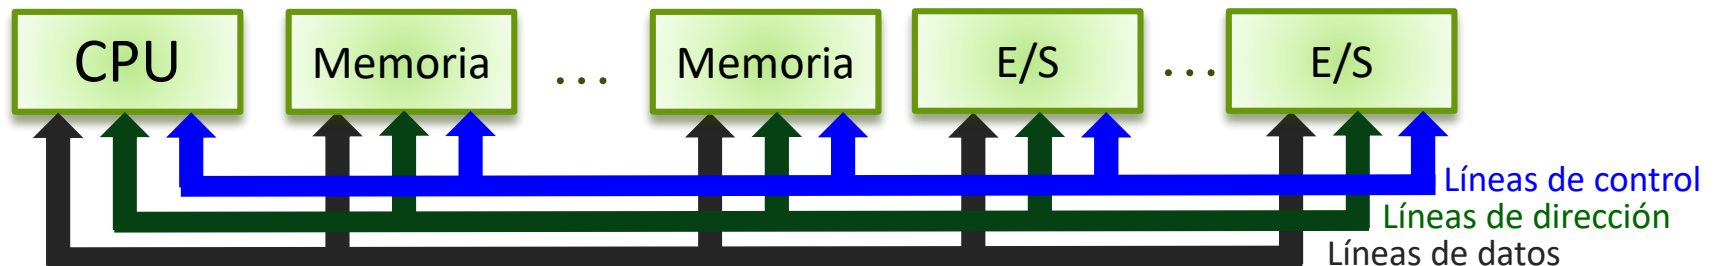 CPU
Memoria
...
Memoria
E/S
...
E/S
Líneas de control
Líneas de dirección
Líneas de datos